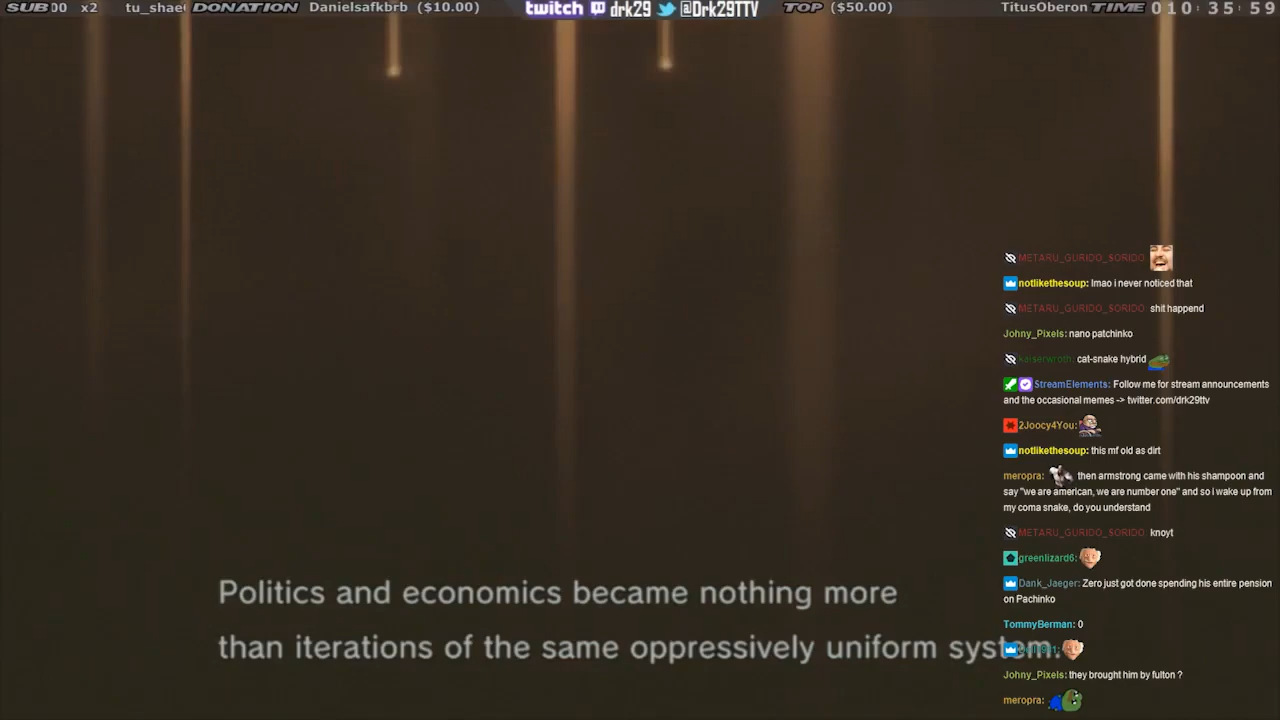 SUB 00 x2 tu_shae DONATION Danielsafkbrb ($10.00) twitch drk29 @Drk29TTV TOP ($50.00) TitusOberon TIME 010:35:59
METARU_GURIDO_SORIDO
notlikethesoup: lmao i never noticed that
METARU_GURIDO_SORIDO shit happend
Johny_Pixels: nano patchinko
kaiserwroth: cat-snake hybrid
StreamElements: Follow me for stream announcements
and the occasional memes -> twitter.com/drk29ttv
2Joocy4You:
notlikethesoup: this mf old as dirt
meropra: then armstrong came with his shampoon and
say "we are american, we are number one" and so i wake up from
my coma snake, do you understand
METARU_GURIDO_SORIDO knoyt
greenlizard6:
Dank_Jaeger: Zero just got done spending his entire pension
on Pachinko
TommyBerman: 0
Johny_Pixels: they brought him by fulton ?
meropra:
Politics and economics became nothing more
than iterations of the same oppressively uniform system.